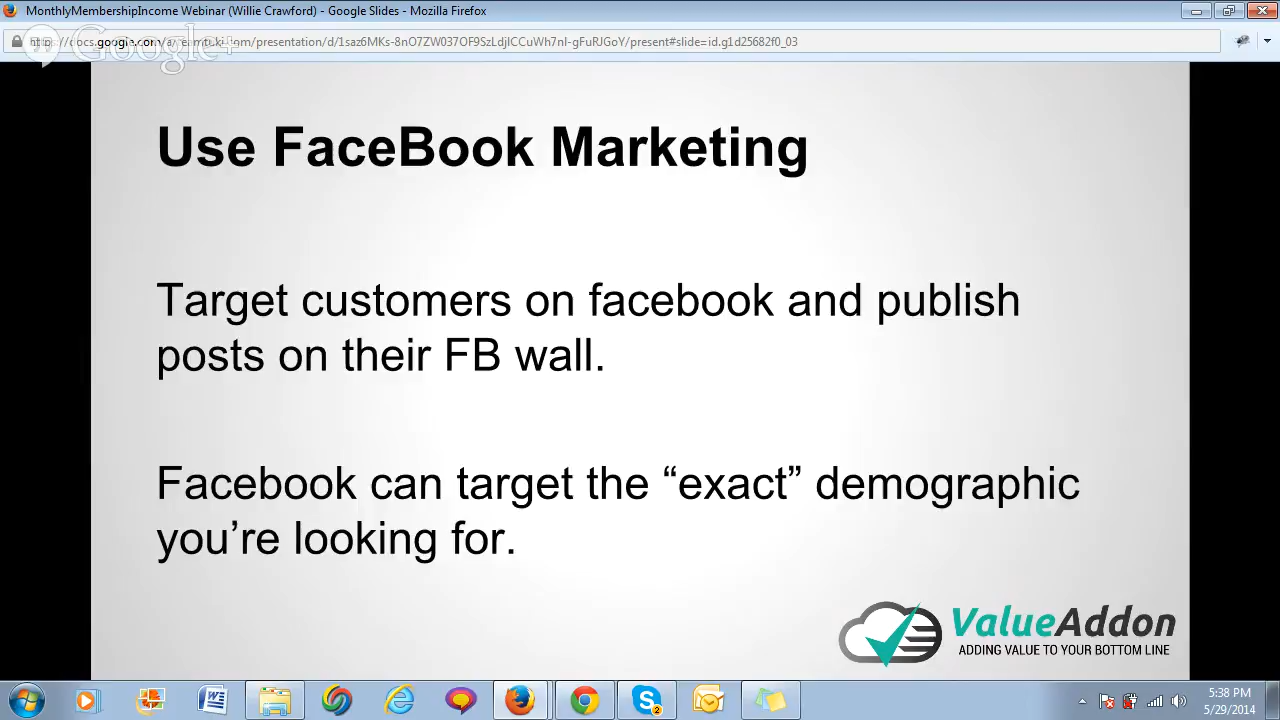 MonthlyMembershipIncome Webinar (Willie Crawford) - Google Slides - Mozilla Firefox
Google+
Use FaceBook Marketing
Target customers on facebook and publish
posts on their FB wall.
Facebook can target the “exact” demographic
you’re looking for.
ValueAddon
ADDING VALUE TO YOUR BOTTOM LINE
5:38 PM
5/29/2014